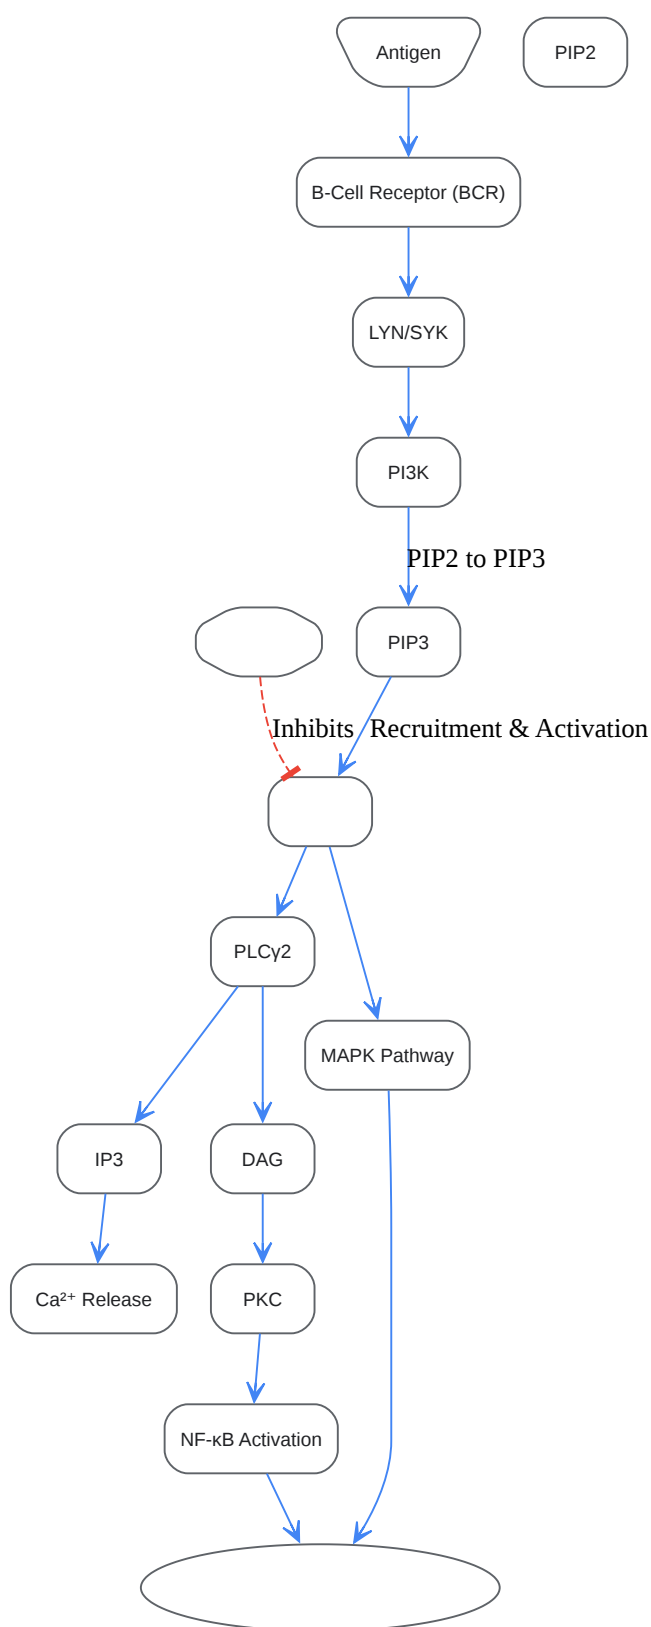 Antigen
PIP2
B-Cell Receptor (BCR)
LYN/SYK
PI3K
PIP2 to PIP3
PIP3
Inhibits
Recruitment & Activation
PLCγ2
MAPK Pathway
IP3
DAG
Ca²⁺ Release
PKC
NF-κB Activation